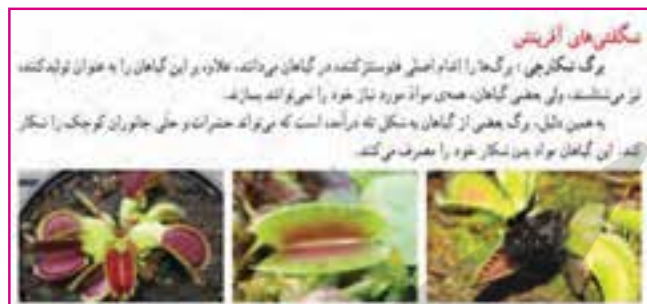 شگفتی‌های آفرینش
برگ شکارچی: برگ‌ها را اندام اصلی فتوسنتزکننده در گیاهان می‌دانند، علاوه بر این گیاهان را به عنوان تولیدکننده،
نیز می‌شناسند، ولی بعضی گیاهان، همه‌ی مواد مورد نیاز خود را نمی‌توانند بسازند.
به همین دلیل، برگ بعضی از گیاهان به شکل تله درآمده است که می‌تواند حشرات و حتی جانوران کوچک را شکار
کند. این گیاهان مواد بدن شکار خود را مصرف می‌کند.